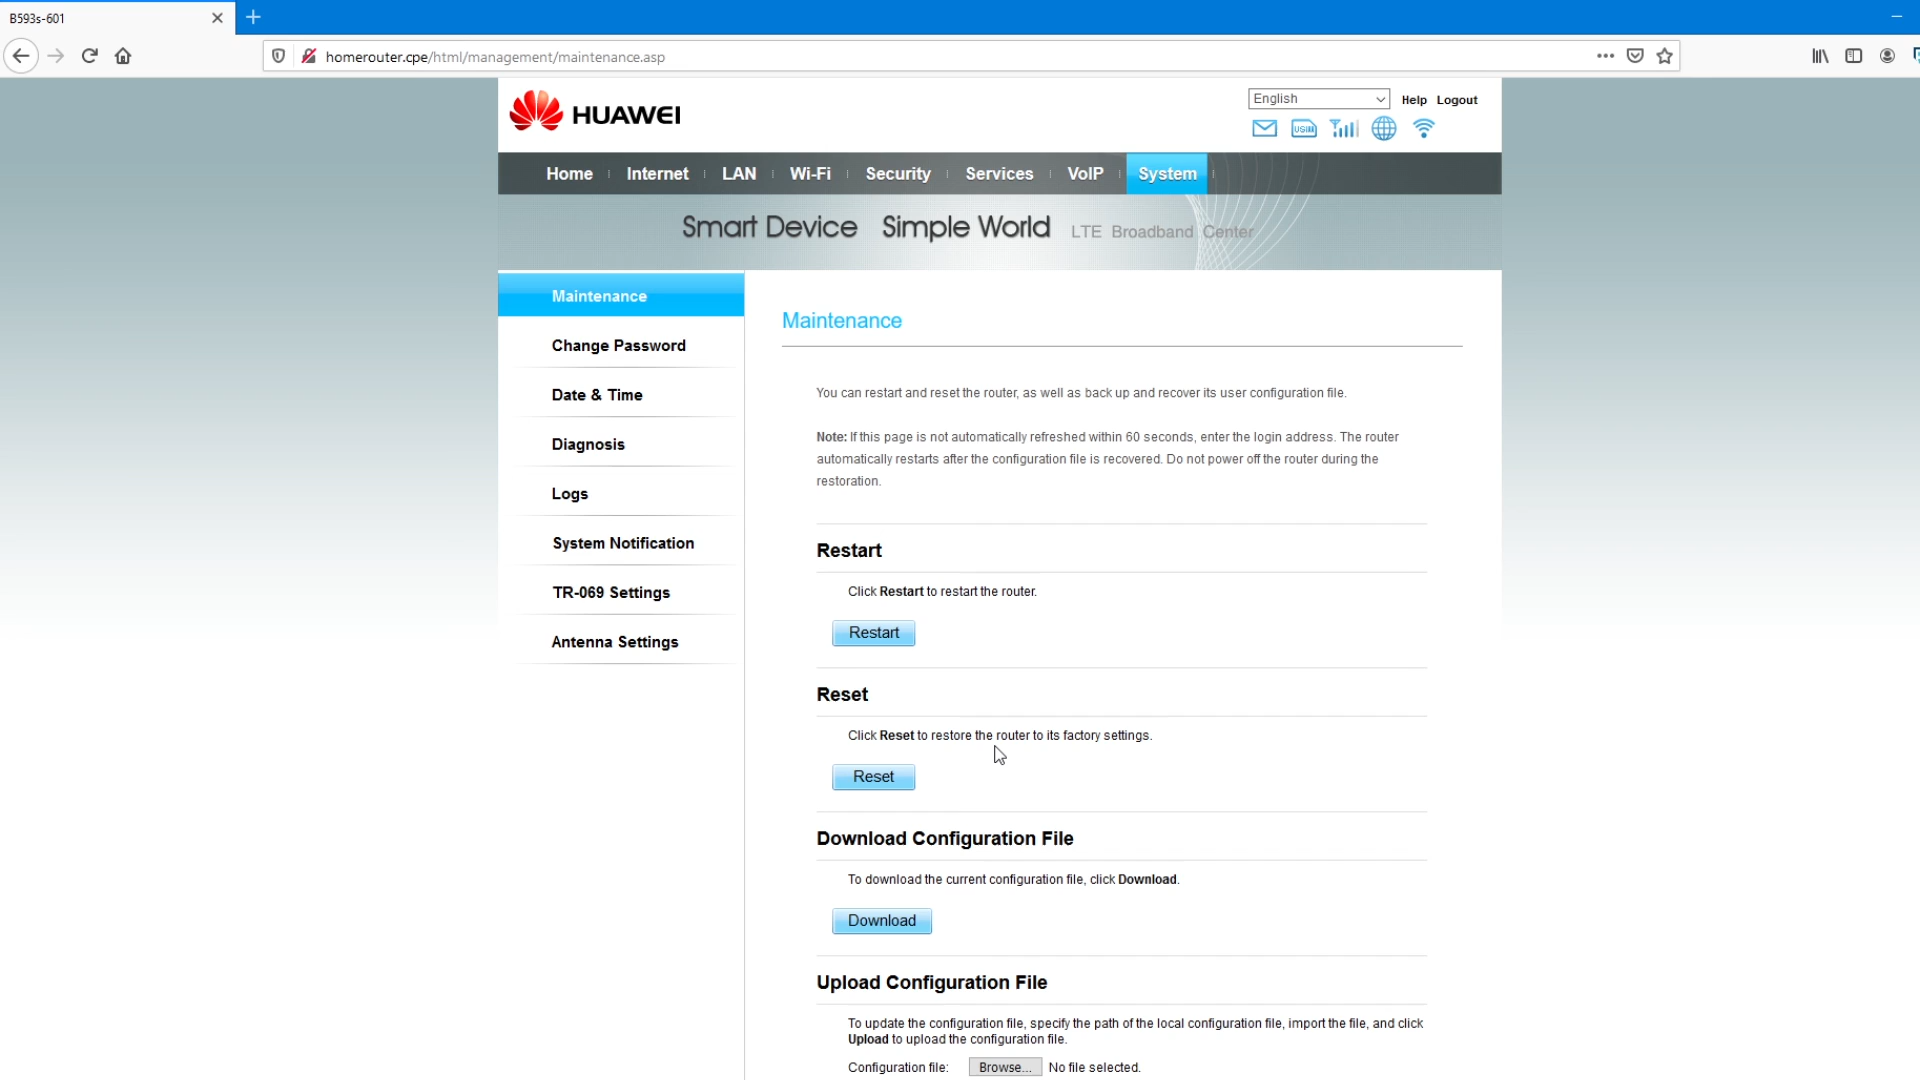 B593s-601
homerouter.cpe/html/management/maintenance.asp
HUAWEI
English
Help Logout
USIM
Home Internet LAN Wi-Fi Security Services VoIP System
Smart Device Simple World LTE Broadband Center
Maintenance
Change Password
Date & Time
Diagnosis
Logs
System Notification
TR-069 Settings
Antenna Settings
Maintenance
You can restart and reset the router, as well as back up and recover its user configuration file.
Note: If this page is not automatically refreshed within 60 seconds, enter the login address. The router
automatically restarts after the configuration file is recovered. Do not power off the router during the
restoration.
Restart
Click Restart to restart the router.
Restart
Reset
Click Reset to restore the router to its factory settings.
Reset
Download Configuration File
To download the current configuration file, click Download.
Download
Upload Configuration File
To update the configuration file, specify the path of the local configuration file, import the file, and click
Upload to upload the configuration file.
Configuration file: Browse... No file selected.